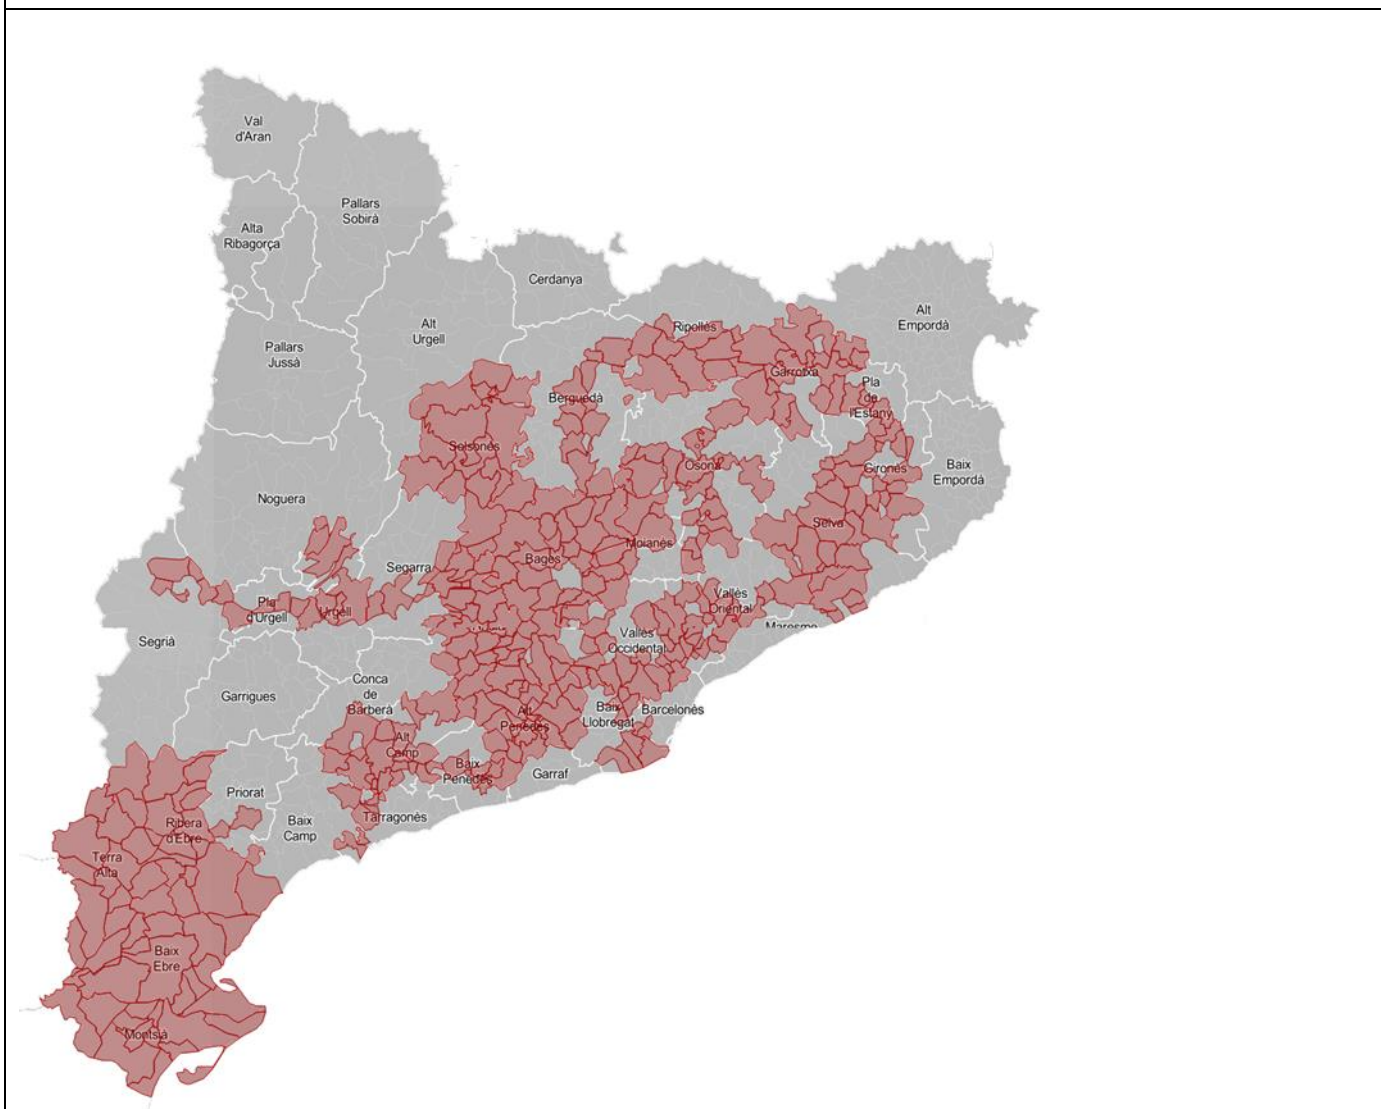 Val
d'Aran
Pallars
Sobirà
Alta
Ribagorça
Cerdanya
Alt
Empordà
Alt
Urgell
Ripollès
Pallars
Jussà
Garrotxa
Pla
de
l'Estany
Berguedà
Solsonès
Osona
Gironès
Baix
Empordà
Noguera
Selva
Moianès
Bages
Segarra
Vallès
Oriental
Pla
d'Urgell
Urgell
Maresme
Segrià
Vallès
Occidental
Conca
de
Barberà
Garrigues
Baix
Llobregat
Barcelonès
Alt
Penedès
Alt
Camp
Baix
Penedès
Garraf
Priorat
Baix
Camp
Tarragonès
Ribera
d'Ebre
Terra
Alta
Baix
Ebre
Montsià